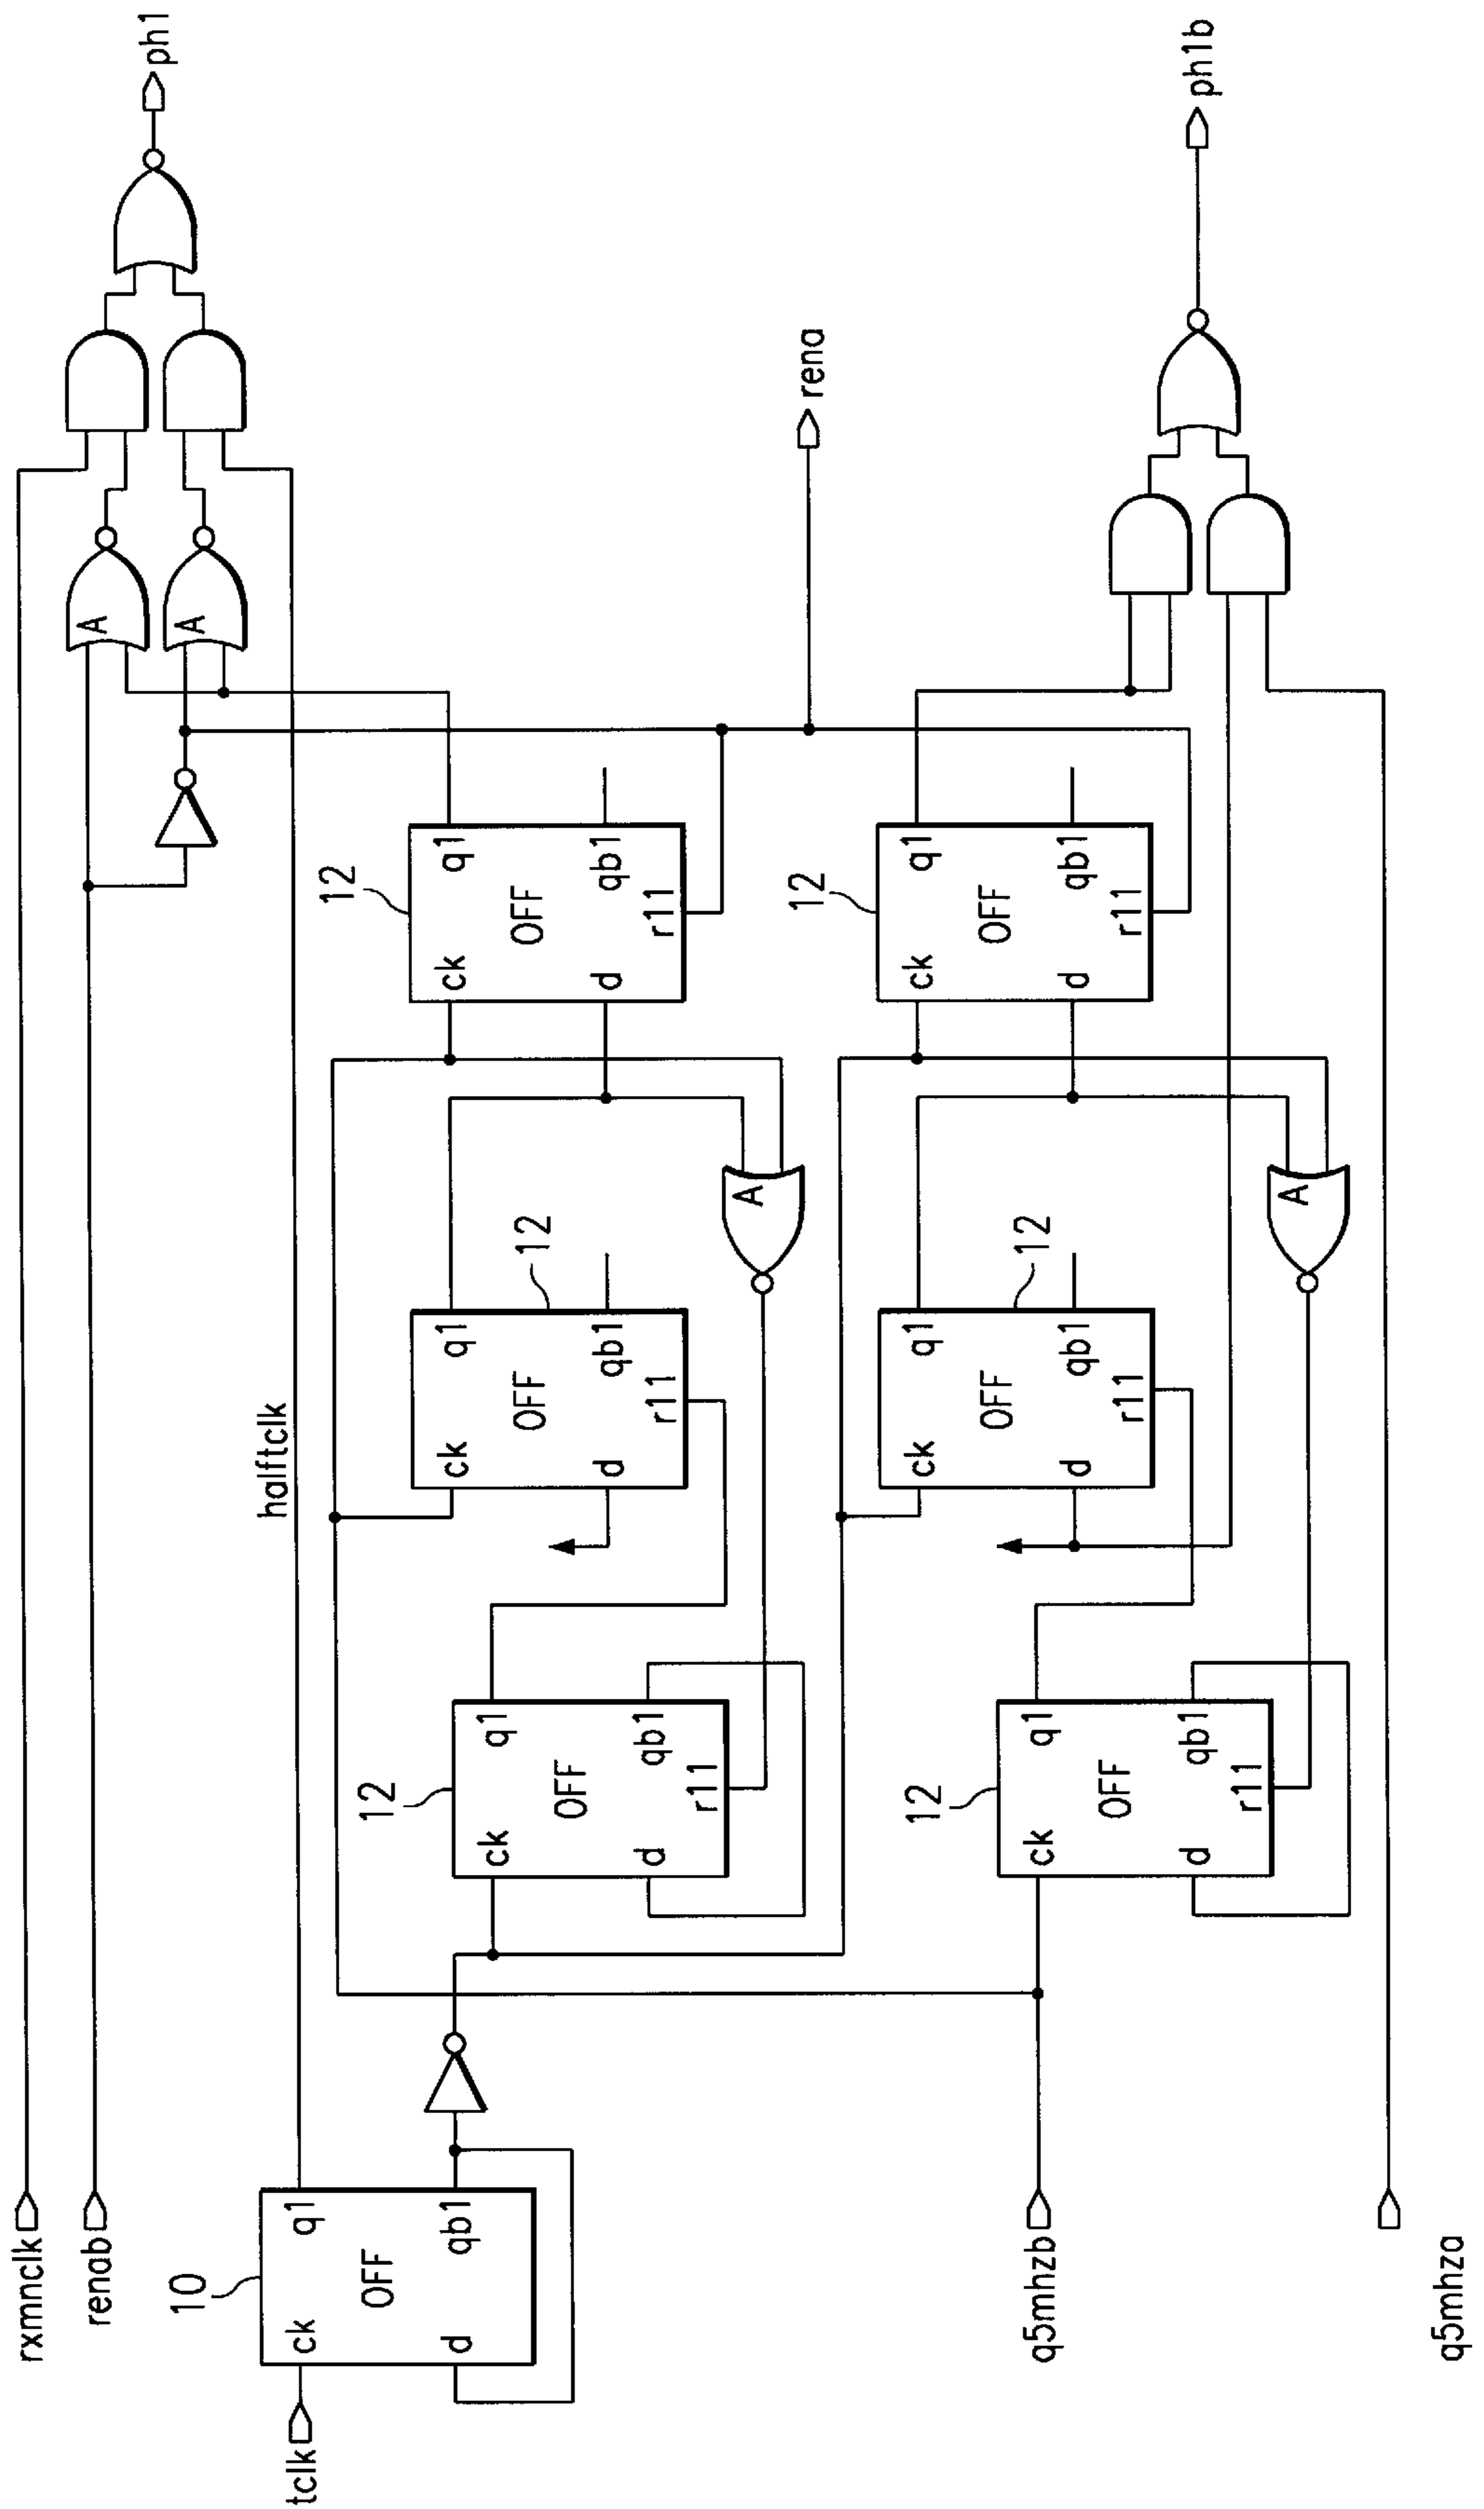 rxmnclk
renab
ph1
A
A
10
tclk
ck
q1
OFF
d
qb1
halftclk
12
12
12
ck
q1
OFF
d
qb1
r11
ck
q1
OFF
d
qb1
r11
ck
q1
OFF
d
qb1
r11
A
rena
12
12
12
q5mhzb
ck
q1
OFF
d
qb1
r11
ck
q1
OFF
d
qb1
r11
ck
q1
OFF
d
qb1
r11
A
ph1b
q5mhza